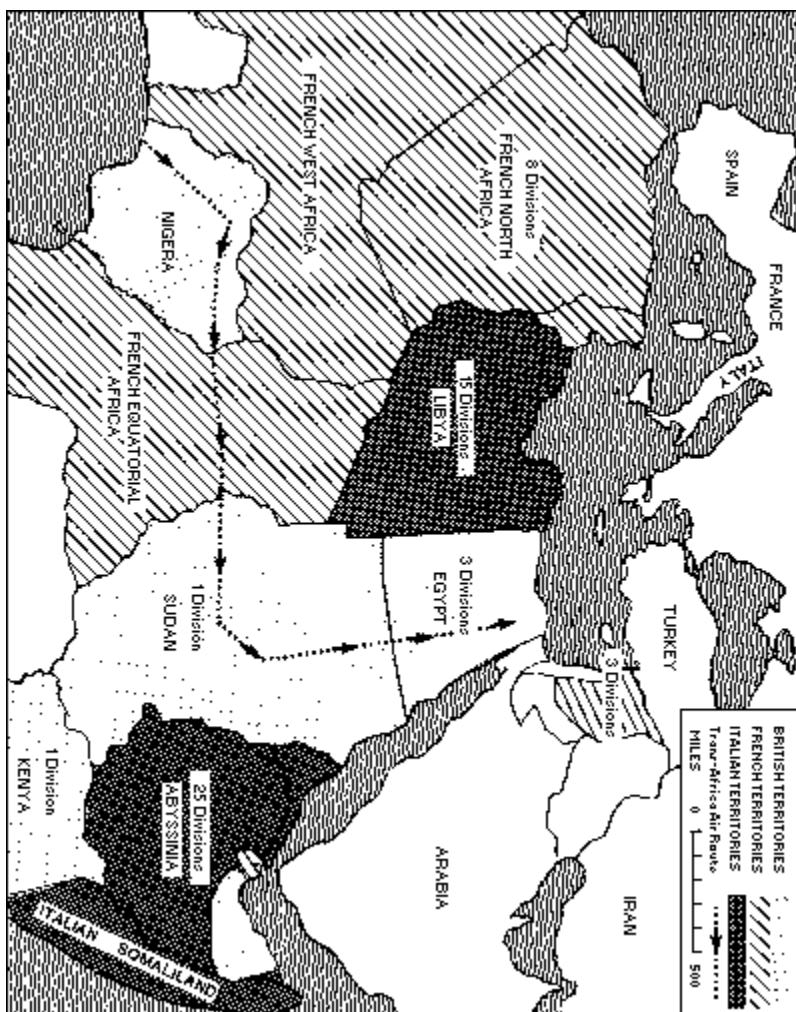 SPAIN
FRANCE
ITALY
TURKEY
8 Divisions
FRENCH NORTH
AFRICA
FRENCH WEST AFRICA
15 Divisions
LIBYA
3 Divisions
EGYPT
3 Divisions
IRAN
ARABIA
NIGERA
FRENCH EQUATORIAL
AFRICA
1 División
SUDAN
25 Divisions
ABYSSINIA
1 Division
KENYA
ITALIAN SOMALILAND
BRITISH TERRITORIES
FRENCH TERRITORIES
ITALIAN TERRITORIES
Trans-Africa Air Route
MILES 0 500